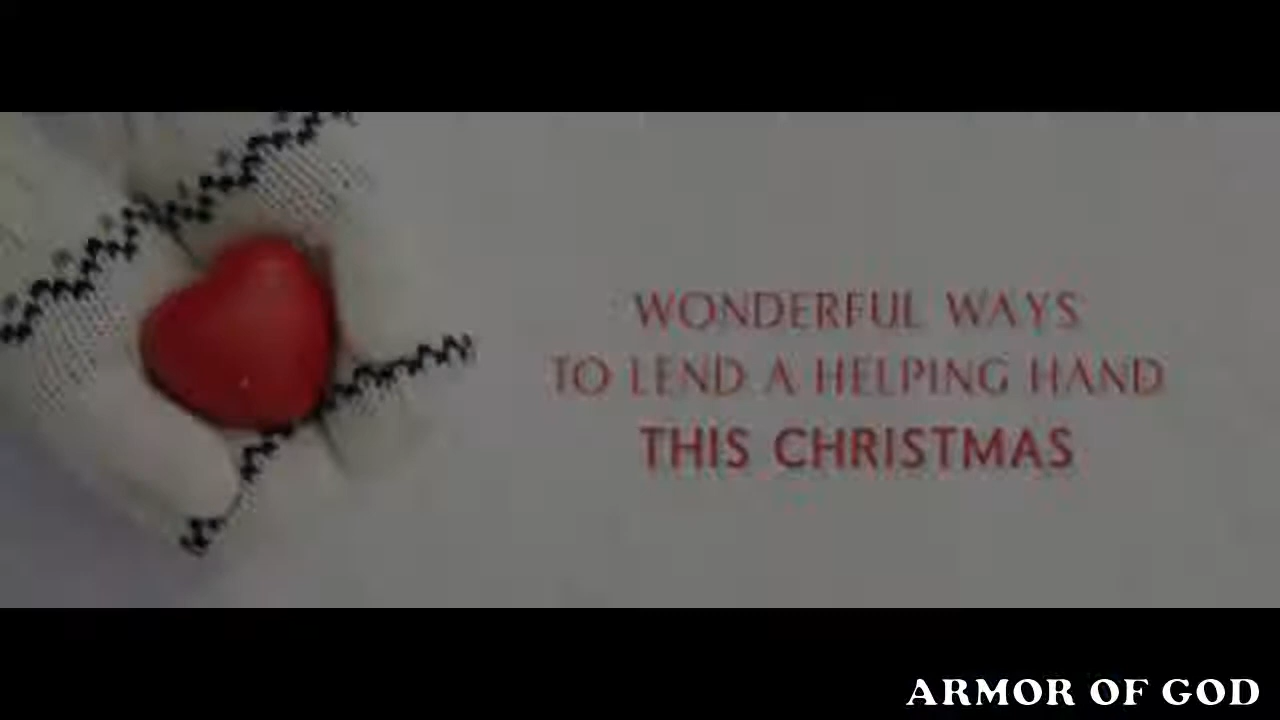 WONDERFUL WAYS
TO LEND A HELPING HAND
THIS CHRISTMAS
ARMOR OF GOD